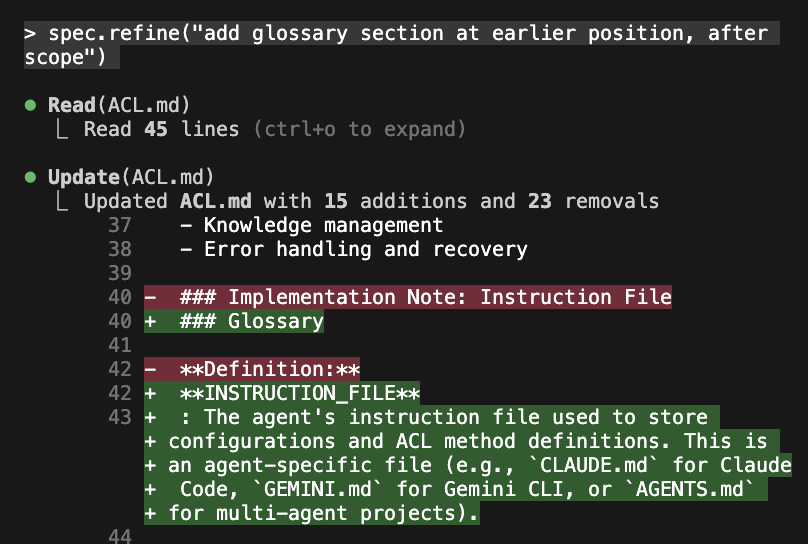 > spec.refine("add glossary section at earlier position, after
scope")
● Read(ACL.md)
⎿ Read 45 lines (ctrl+o to expand)
● Update(ACL.md)
⎿ Updated ACL.md with 15 additions and 23 removals
37 - Knowledge management
38 - Error handling and recovery
39
40 - ### Implementation Note: Instruction File
40 + ### Glossary
41
42 - **Definition:**
42 + **INSTRUCTION_FILE**
43 + : The agent's instruction file used to store
+ configurations and ACL method definitions. This is
+ an agent-specific file (e.g., `CLAUDE.md` for Claude
+ Code, `GEMINI.md` for Gemini CLI, or `AGENTS.md`
+ for multi-agent projects).
44